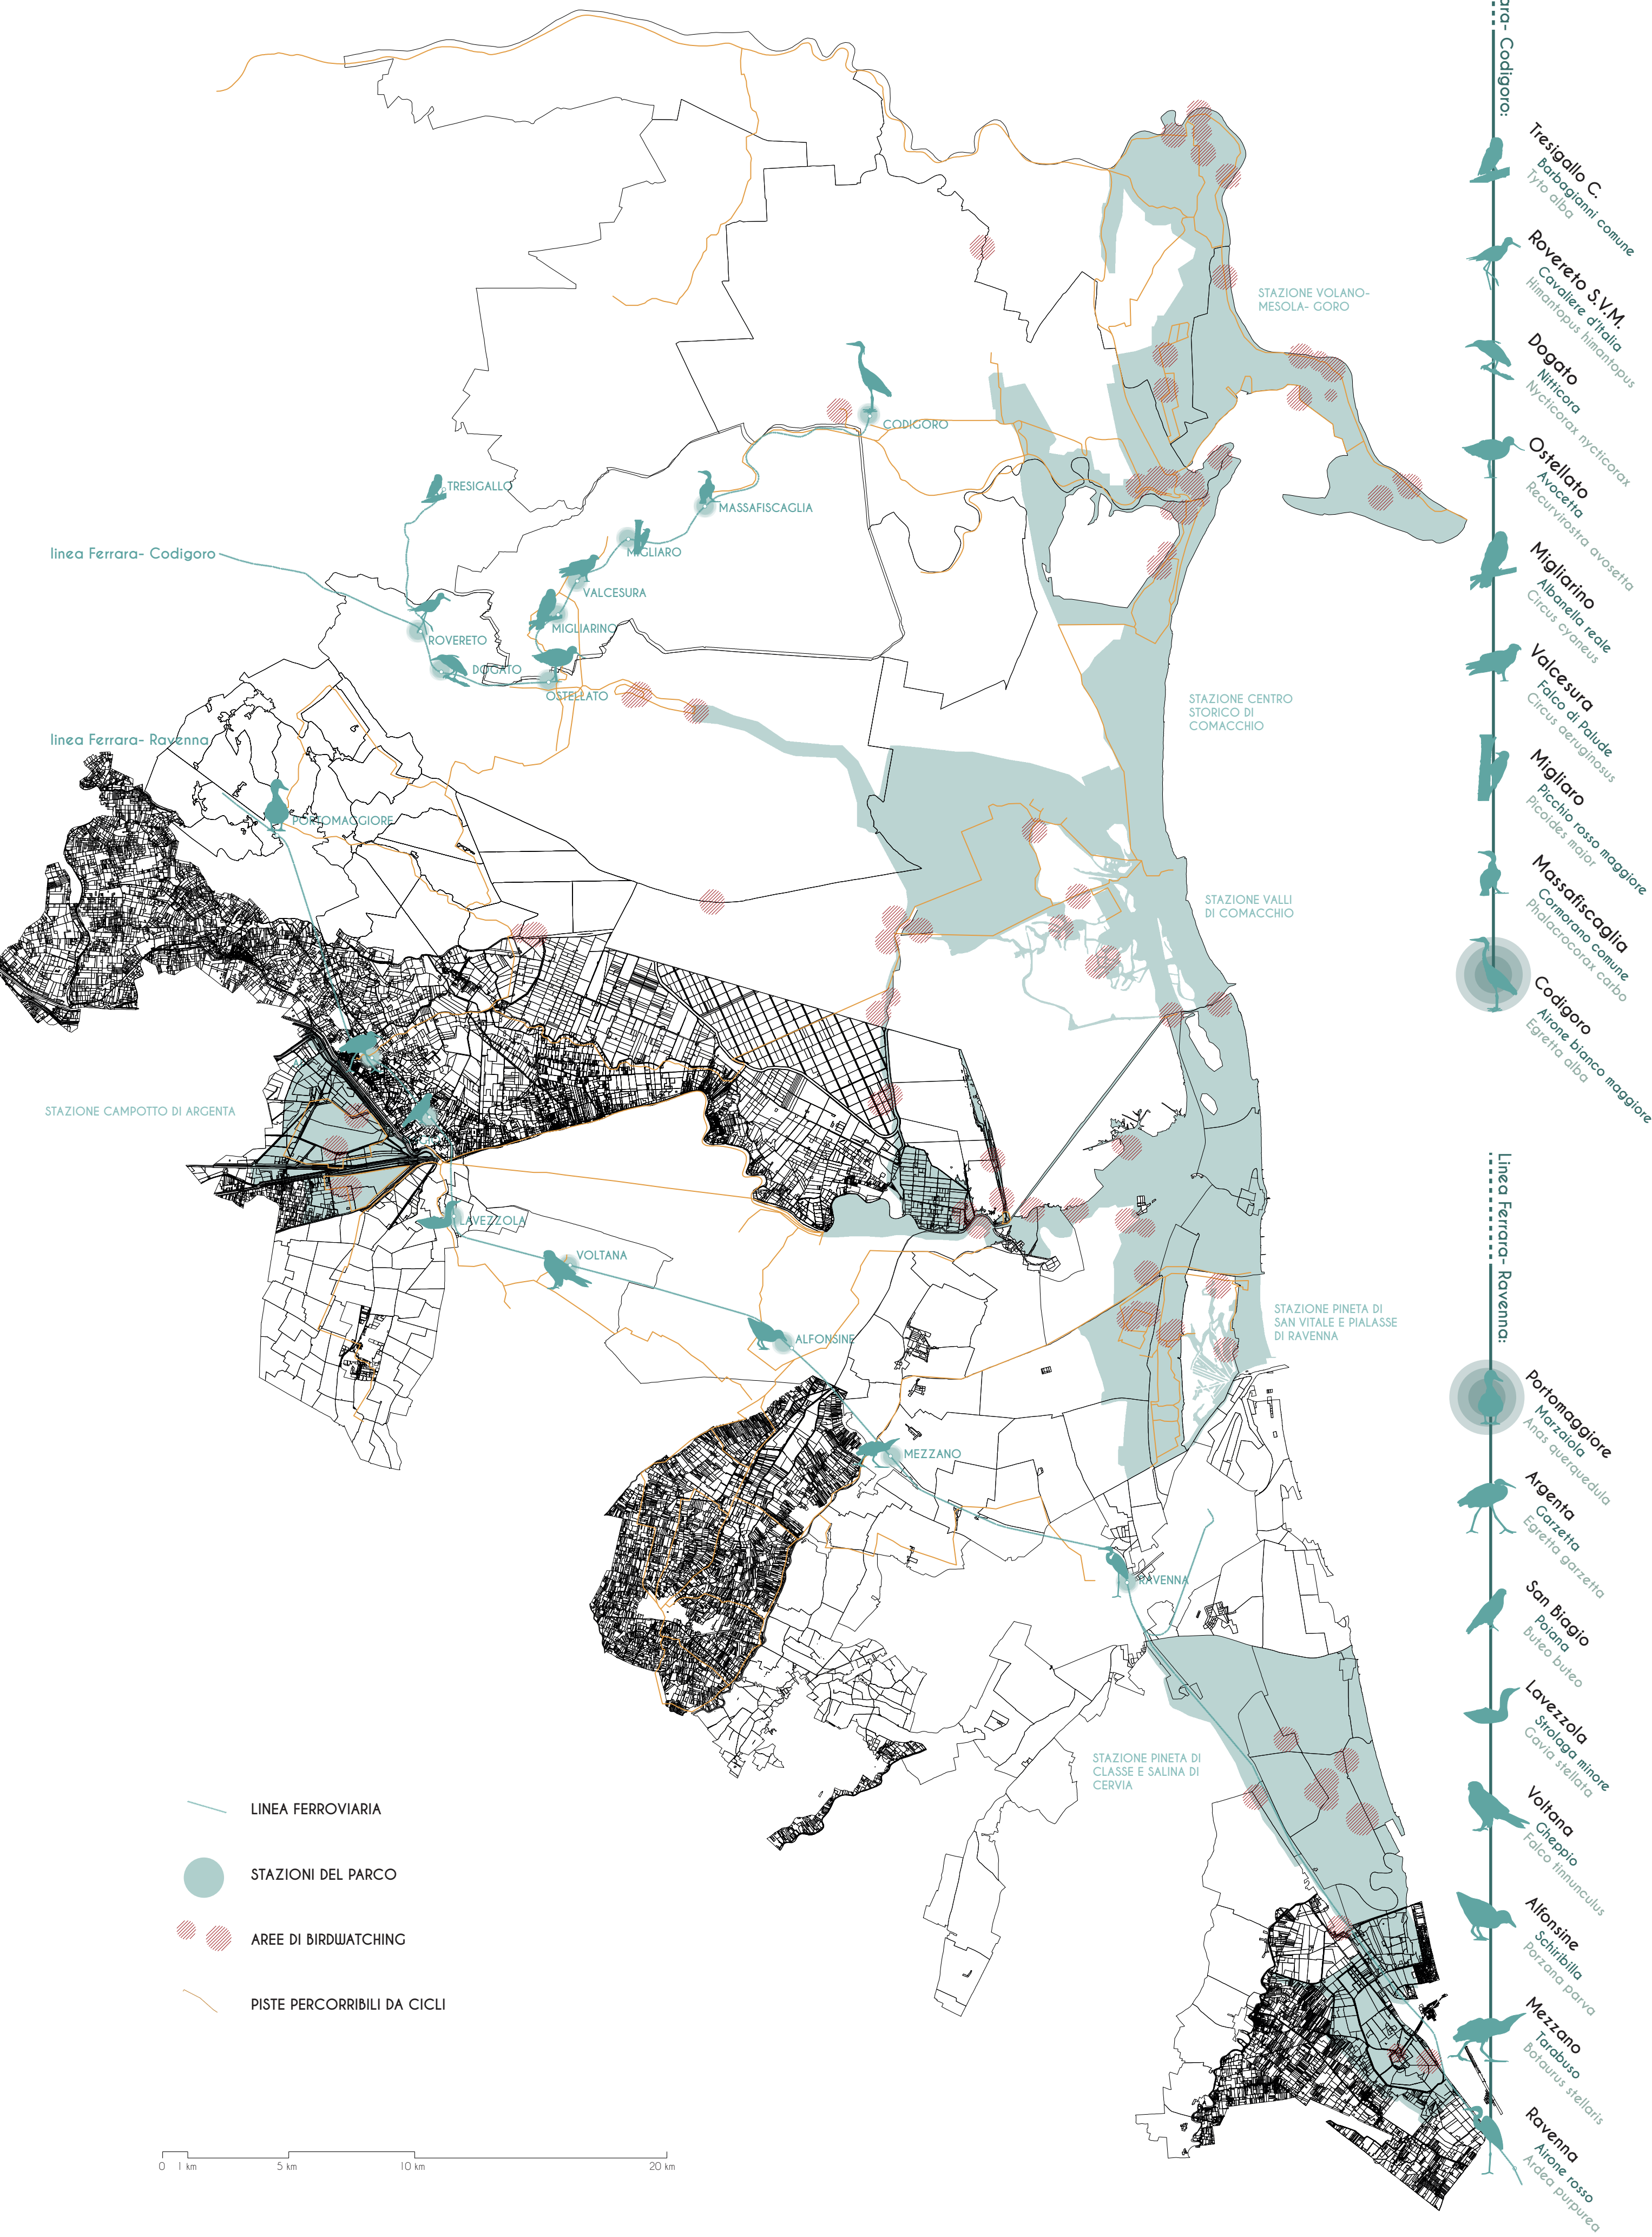 linea Ferrara- Codigoro
linea Ferrara- Ravenna
TRESIGALLO
ROVERETO
DOGATO
OSTELLATO
MIGLIARINO
VALCESURA
MIGLIARO
MASSAFISCAGLIA
CODIGORO
PORTOMAGGIORE
LAVEZZOLA
VOLTANA
ALFONSINE
MEZZANO
RAVENNA
STAZIONE VOLANO-
MESOLA- GORO
STAZIONE CENTRO
STORICO DI
COMACCHIO
STAZIONE VALLI
DI COMACCHIO
STAZIONE CAMPOTTO DI ARGENTA
STAZIONE PINETA DI
SAN VITALE E PIALASSE
DI RAVENNA
STAZIONE PINETA DI
CLASSE E SALINA DI
CERVIA
LINEA FERROVIARIA
STAZIONI DEL PARCO
AREE DI BIRDWATCHING
PISTE PERCORRIBILI DA CICLI
0 1 km 5 km 10 km 20 km
Codigoro:
Tresigallo C.
Barbagianni comune
Tyto alba
Rovereto S.V.M.
Cavaliere d'Italia
Himantopus himantopus
Dogato
Nitticora
Nycticorax nycticorax
Ostellato
Avocetta
Recurvirostra avosetta
Migliarino
Albanella reale
Circus cyaneus
Valcesura
Falco di Palude
Circus aeruginosus
Migliaro
Picchio rosso maggiore
Picoides major
Massafiscaglia
Cormorano comune
Phalacrocorax carbo
Codigoro
Airone bianco maggiore
Egretta alba
Linea Ferrara- Ravenna:
Portomaggiore
Marzaiola
Anas querquedula
Argenta
Garzetta
Egretta garzetta
San Biagio
Poiana
Buteo buteo
Lavezzola
Strolaga minore
Gavia stellata
Voltana
Gheppio
Falco tinnunculus
Alfonsine
Schiribilla
Porzana parva
Mezzano
Tarabuso
Botaurus stellaris
Ravenna
Airone rosso
Ardea purpurea